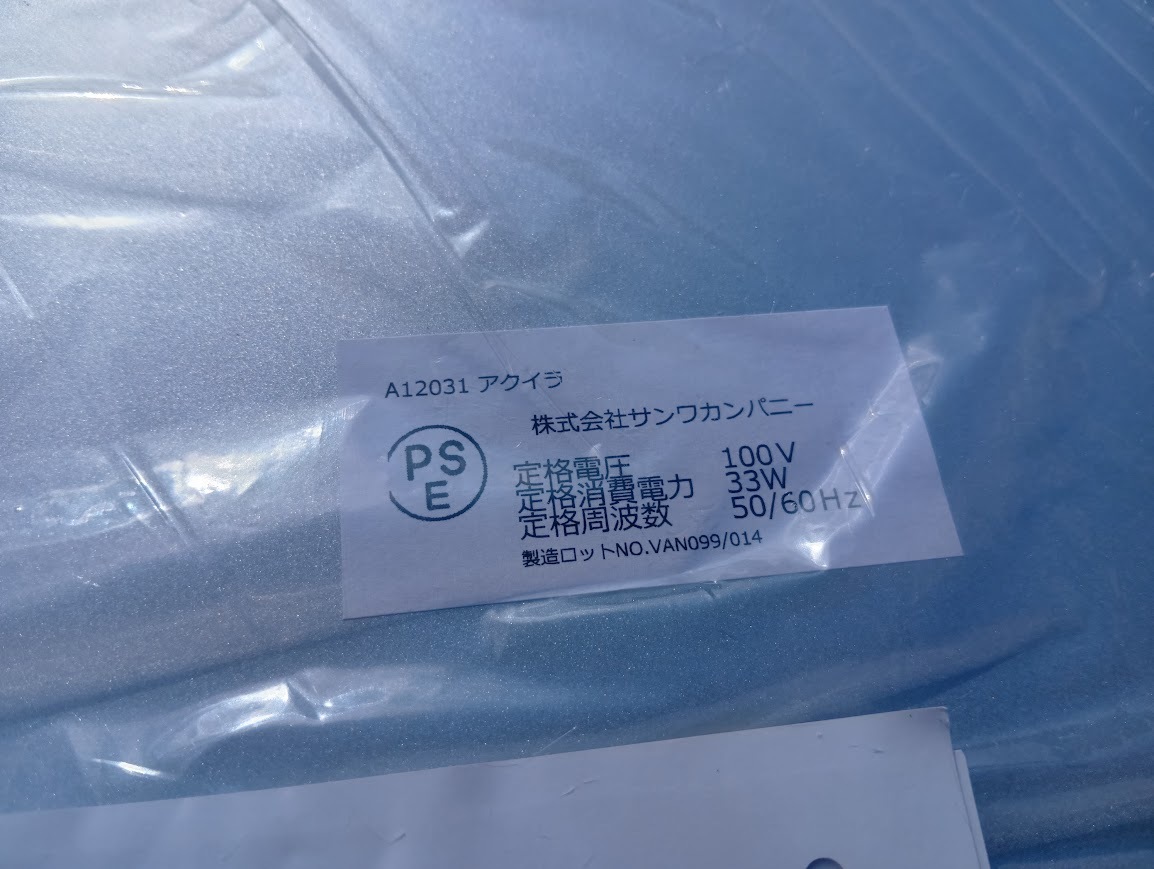 A12031 アクイラ
株式会社サンワカンパニー
PS
E
定格電圧 100V
定格消費電力 33W
定格周波数 50/60Hz
製造ロットNO.VAN099/014